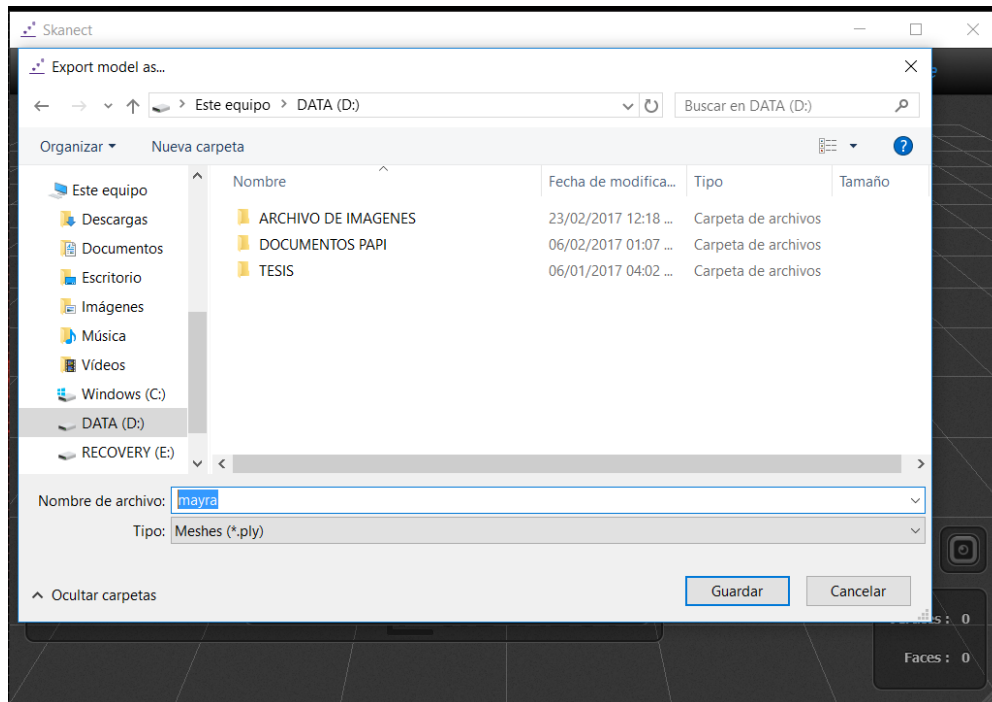 Skanect
Export model as...
Este equipo > DATA (D:) Buscar en DATA (D:)
Organizar Nueva carpeta ?
Nombre Fecha de modifica... Tipo Tamaño
Este equipo
Descargas
Documentos
Escritorio
Imágenes
Música
Vídeos
Windows (C:)
DATA (D:)
RECOVERY (E:)
ARCHIVO DE IMAGENES 23/02/2017 12:18 ... Carpeta de archivos
DOCUMENTOS PAPI 06/02/2017 01:07 ... Carpeta de archivos
TESIS 06/01/2017 04:02 ... Carpeta de archivos
Nombre de archivo: mayra
Tipo: Meshes (*.ply)
Ocultar carpetas Guardar Cancelar
0
Faces : 0